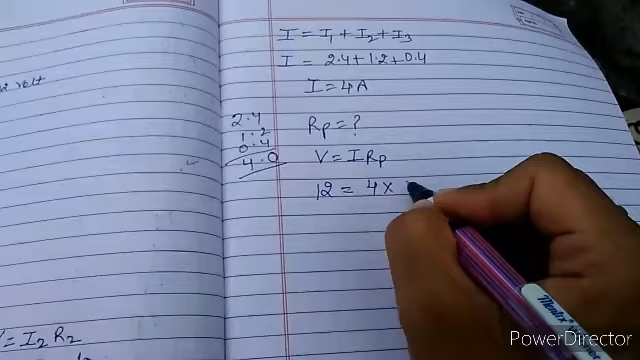 volt
I = I₁ + I₂ + I₃
I = 2.4 + 1.2 + 0.4
I = 4A
2.4
1.2
0.4
4.0
Rp = ?
V = I Rp
12 = 4 ×
V = I₂ R₂
PowerDirector